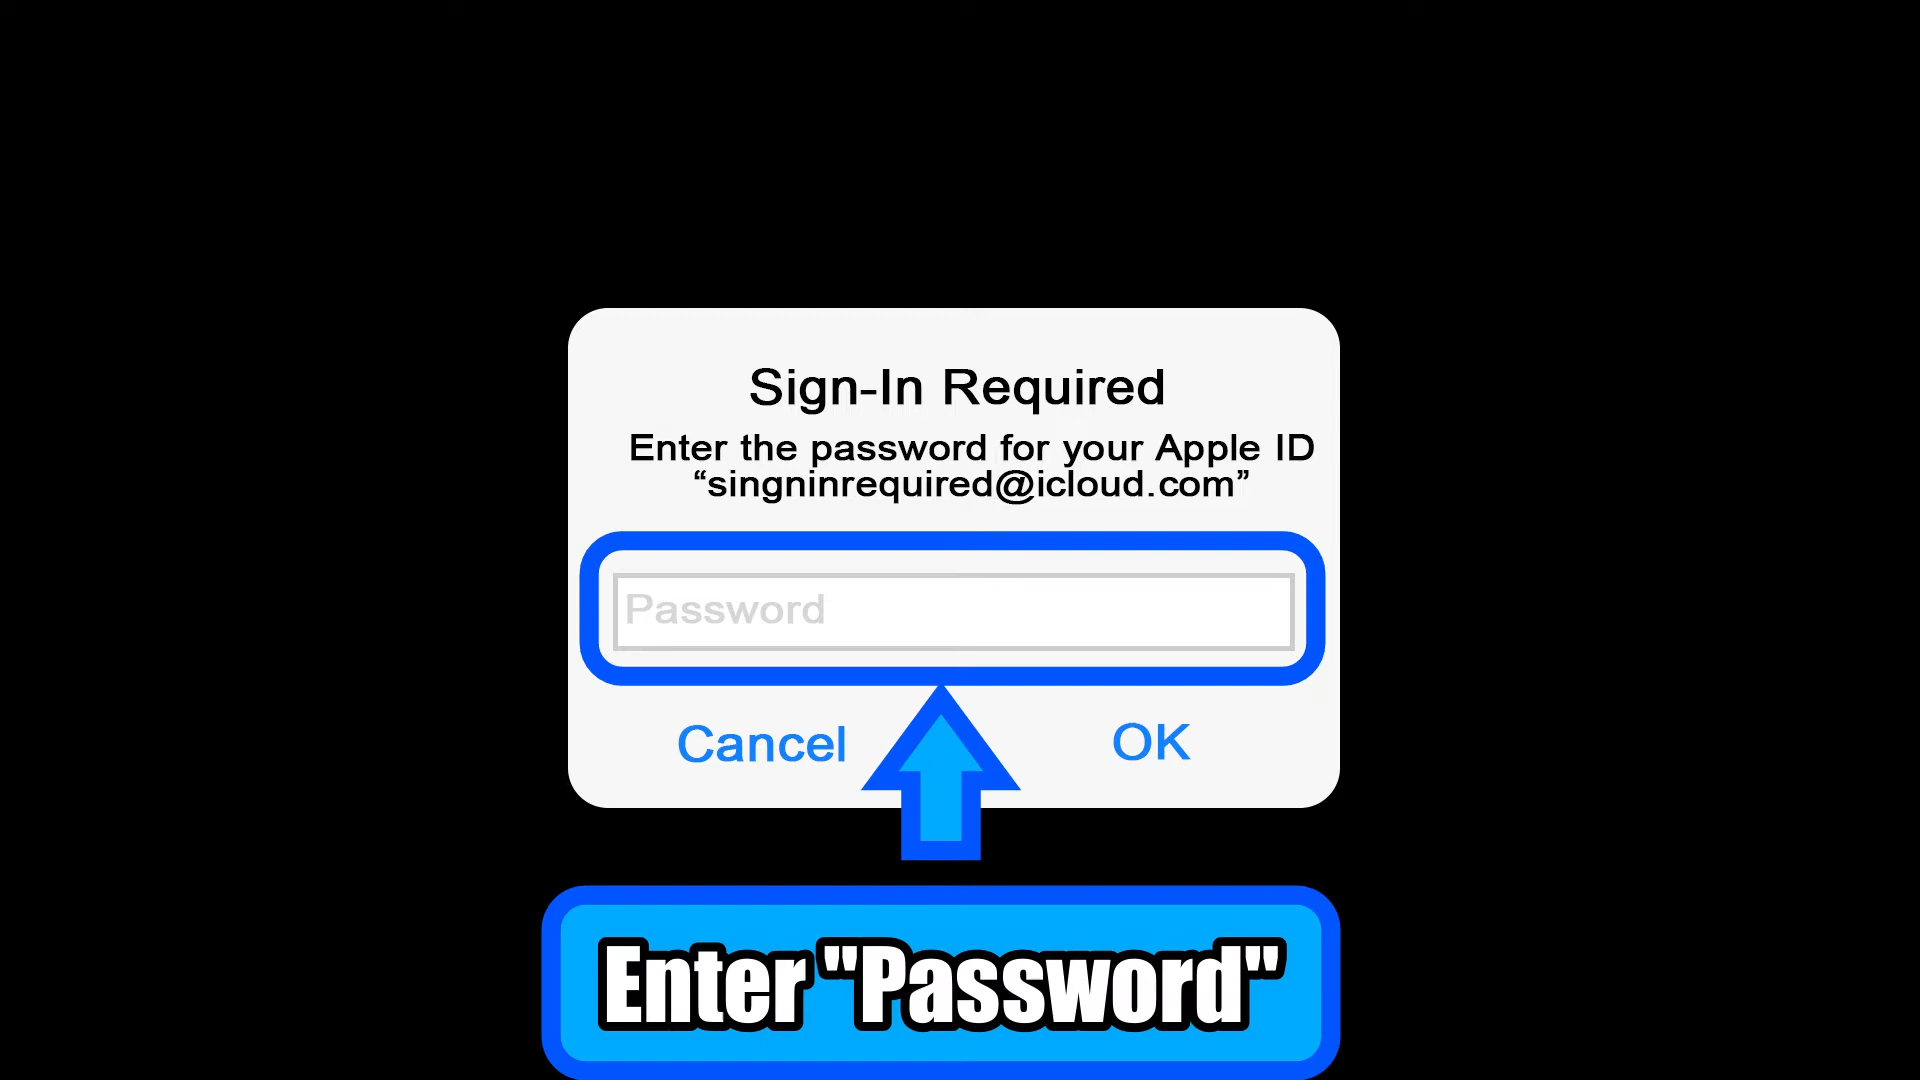 Sign-In Required
Enter the password for your Apple ID
“singninrequired@icloud.com”
Password
Cancel OK
Enter "Password"